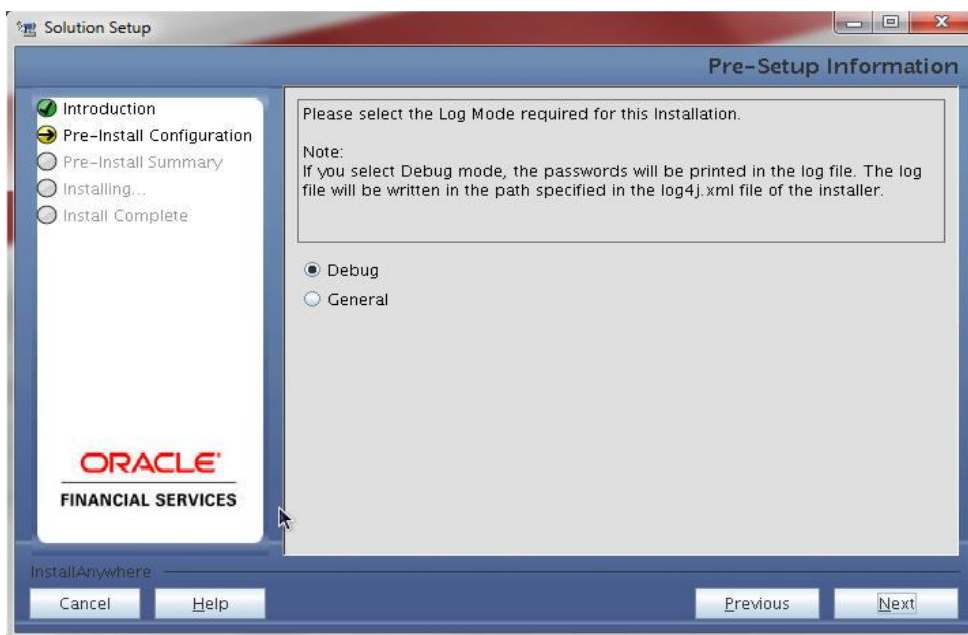 Solution Setup
Pre-Setup Information
Introduction
Pre-Install Configuration
Pre-Install Summary
Installing...
Install Complete
Please select the Log Mode required for this Installation.
Note:
If you select Debug mode, the passwords will be printed in the log file. The log
file will be written in the path specified in the log4j.xml file of the installer.
Debug
General
ORACLE
FINANCIAL SERVICES
InstallAnywhere
Cancel
Help
Previous
Next